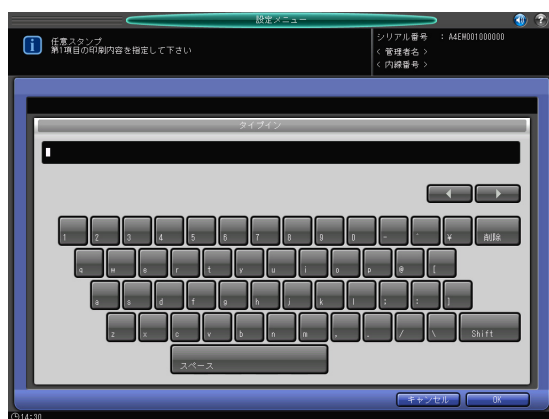 設定メニュー
任意スタンプ
第1項目の印刷内容を指定して下さい
シリアル番号 : A4EW001000000
< 管理者名 >
< 内線番号 >
タイプイン
1 2 3 4 5 6 7 8 9 0 - ^ ¥ 削除
q w e r t y u i o p @ [
a s d f g h j k l ; : ]
z x c v b n m , . / \ Shift
スペース
キャンセル OK
14:30